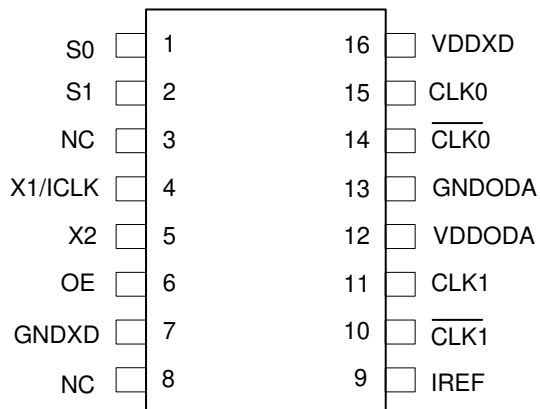 S0 1 16 VDDXD
S1 2 15 CLK0
NC 3 14 CLK0
X1/ICLK 4 13 GNDODA
X2 5 12 VDDODA
OE 6 11 CLK1
GNDXD 7 10 CLK1
NC 8 9 IREF